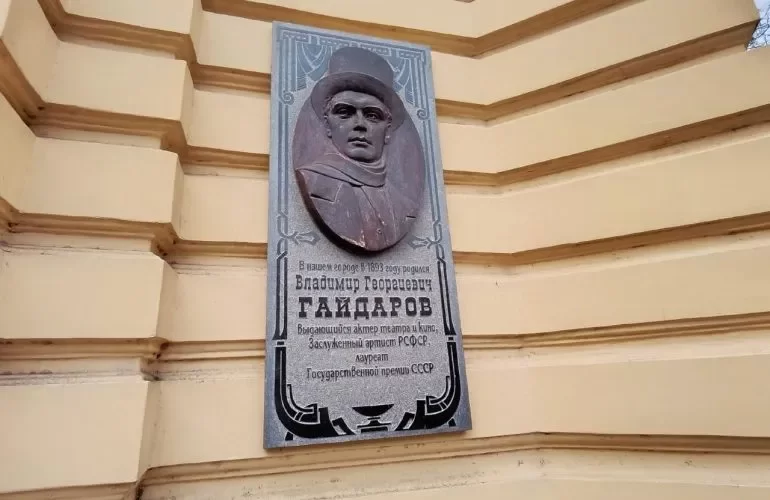 В нашем городе в 1893 году родился
Владимир Георгиевич
ГАЙДАРОВ
Выдающийся актер театра и кино,
Заслуженный артист РСФСР,
лауреат
Государственной премии СССР